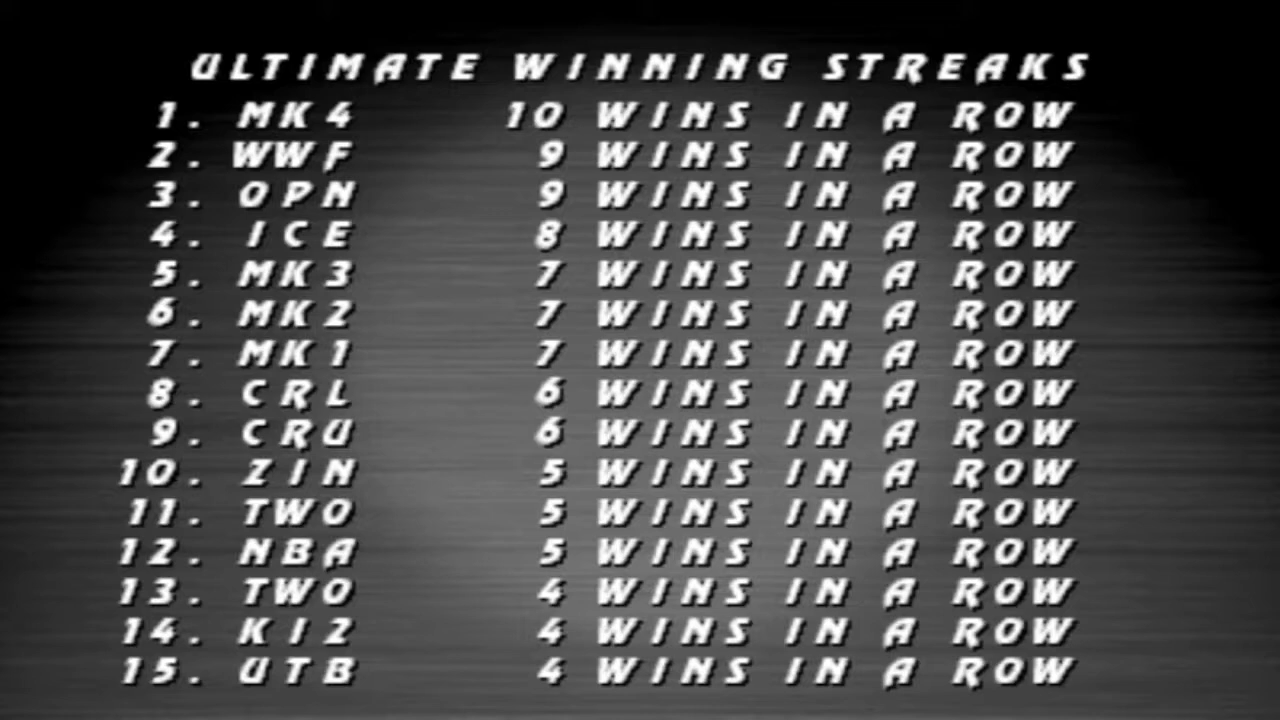 ULTIMATE WINNING STREAKS
1. MK4 10 WINS IN A ROW
2. WWF 9 WINS IN A ROW
3. OPN 9 WINS IN A ROW
4. ICE 8 WINS IN A ROW
5. MK3 7 WINS IN A ROW
6. MK2 7 WINS IN A ROW
7. MK1 7 WINS IN A ROW
8. CRL 6 WINS IN A ROW
9. CRU 6 WINS IN A ROW
10. ZIN 5 WINS IN A ROW
11. TWO 5 WINS IN A ROW
12. NBA 5 WINS IN A ROW
13. TWO 4 WINS IN A ROW
14. KI2 4 WINS IN A ROW
15. UTB 4 WINS IN A ROW